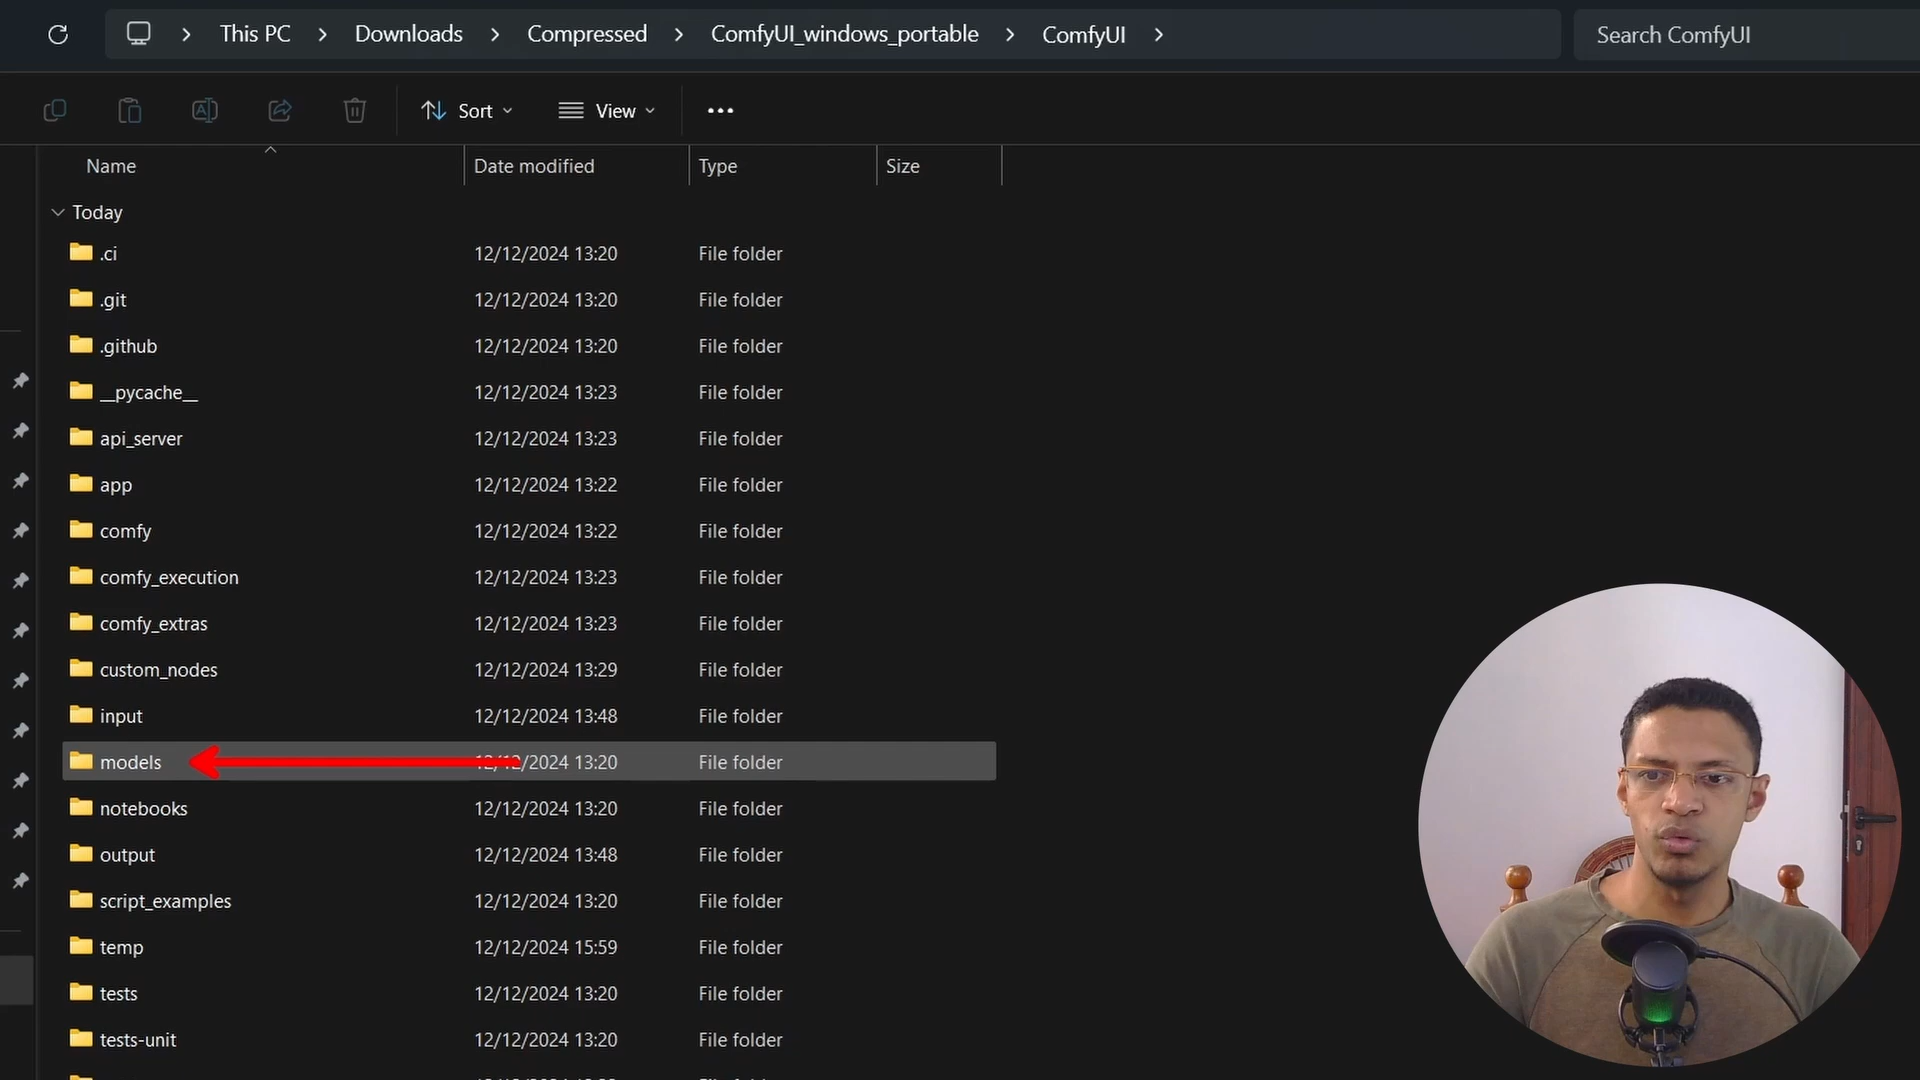 This PC > Downloads > Compressed > ComfyUI_windows_portable > ComfyUI >
Search ComfyUI
Sort
View
Name
Date modified
Type
Size
Today
.ci 12/12/2024 13:20 File folder
.git 12/12/2024 13:20 File folder
.github 12/12/2024 13:20 File folder
__pycache__ 12/12/2024 13:23 File folder
api_server 12/12/2024 13:23 File folder
app 12/12/2024 13:22 File folder
comfy 12/12/2024 13:22 File folder
comfy_execution 12/12/2024 13:23 File folder
comfy_extras 12/12/2024 13:23 File folder
custom_nodes 12/12/2024 13:29 File folder
input 12/12/2024 13:48 File folder
models 12/12/2024 13:20 File folder
notebooks 12/12/2024 13:20 File folder
output 12/12/2024 13:48 File folder
script_examples 12/12/2024 13:20 File folder
temp 12/12/2024 15:59 File folder
tests 12/12/2024 13:20 File folder
tests-unit 12/12/2024 13:20 File folder